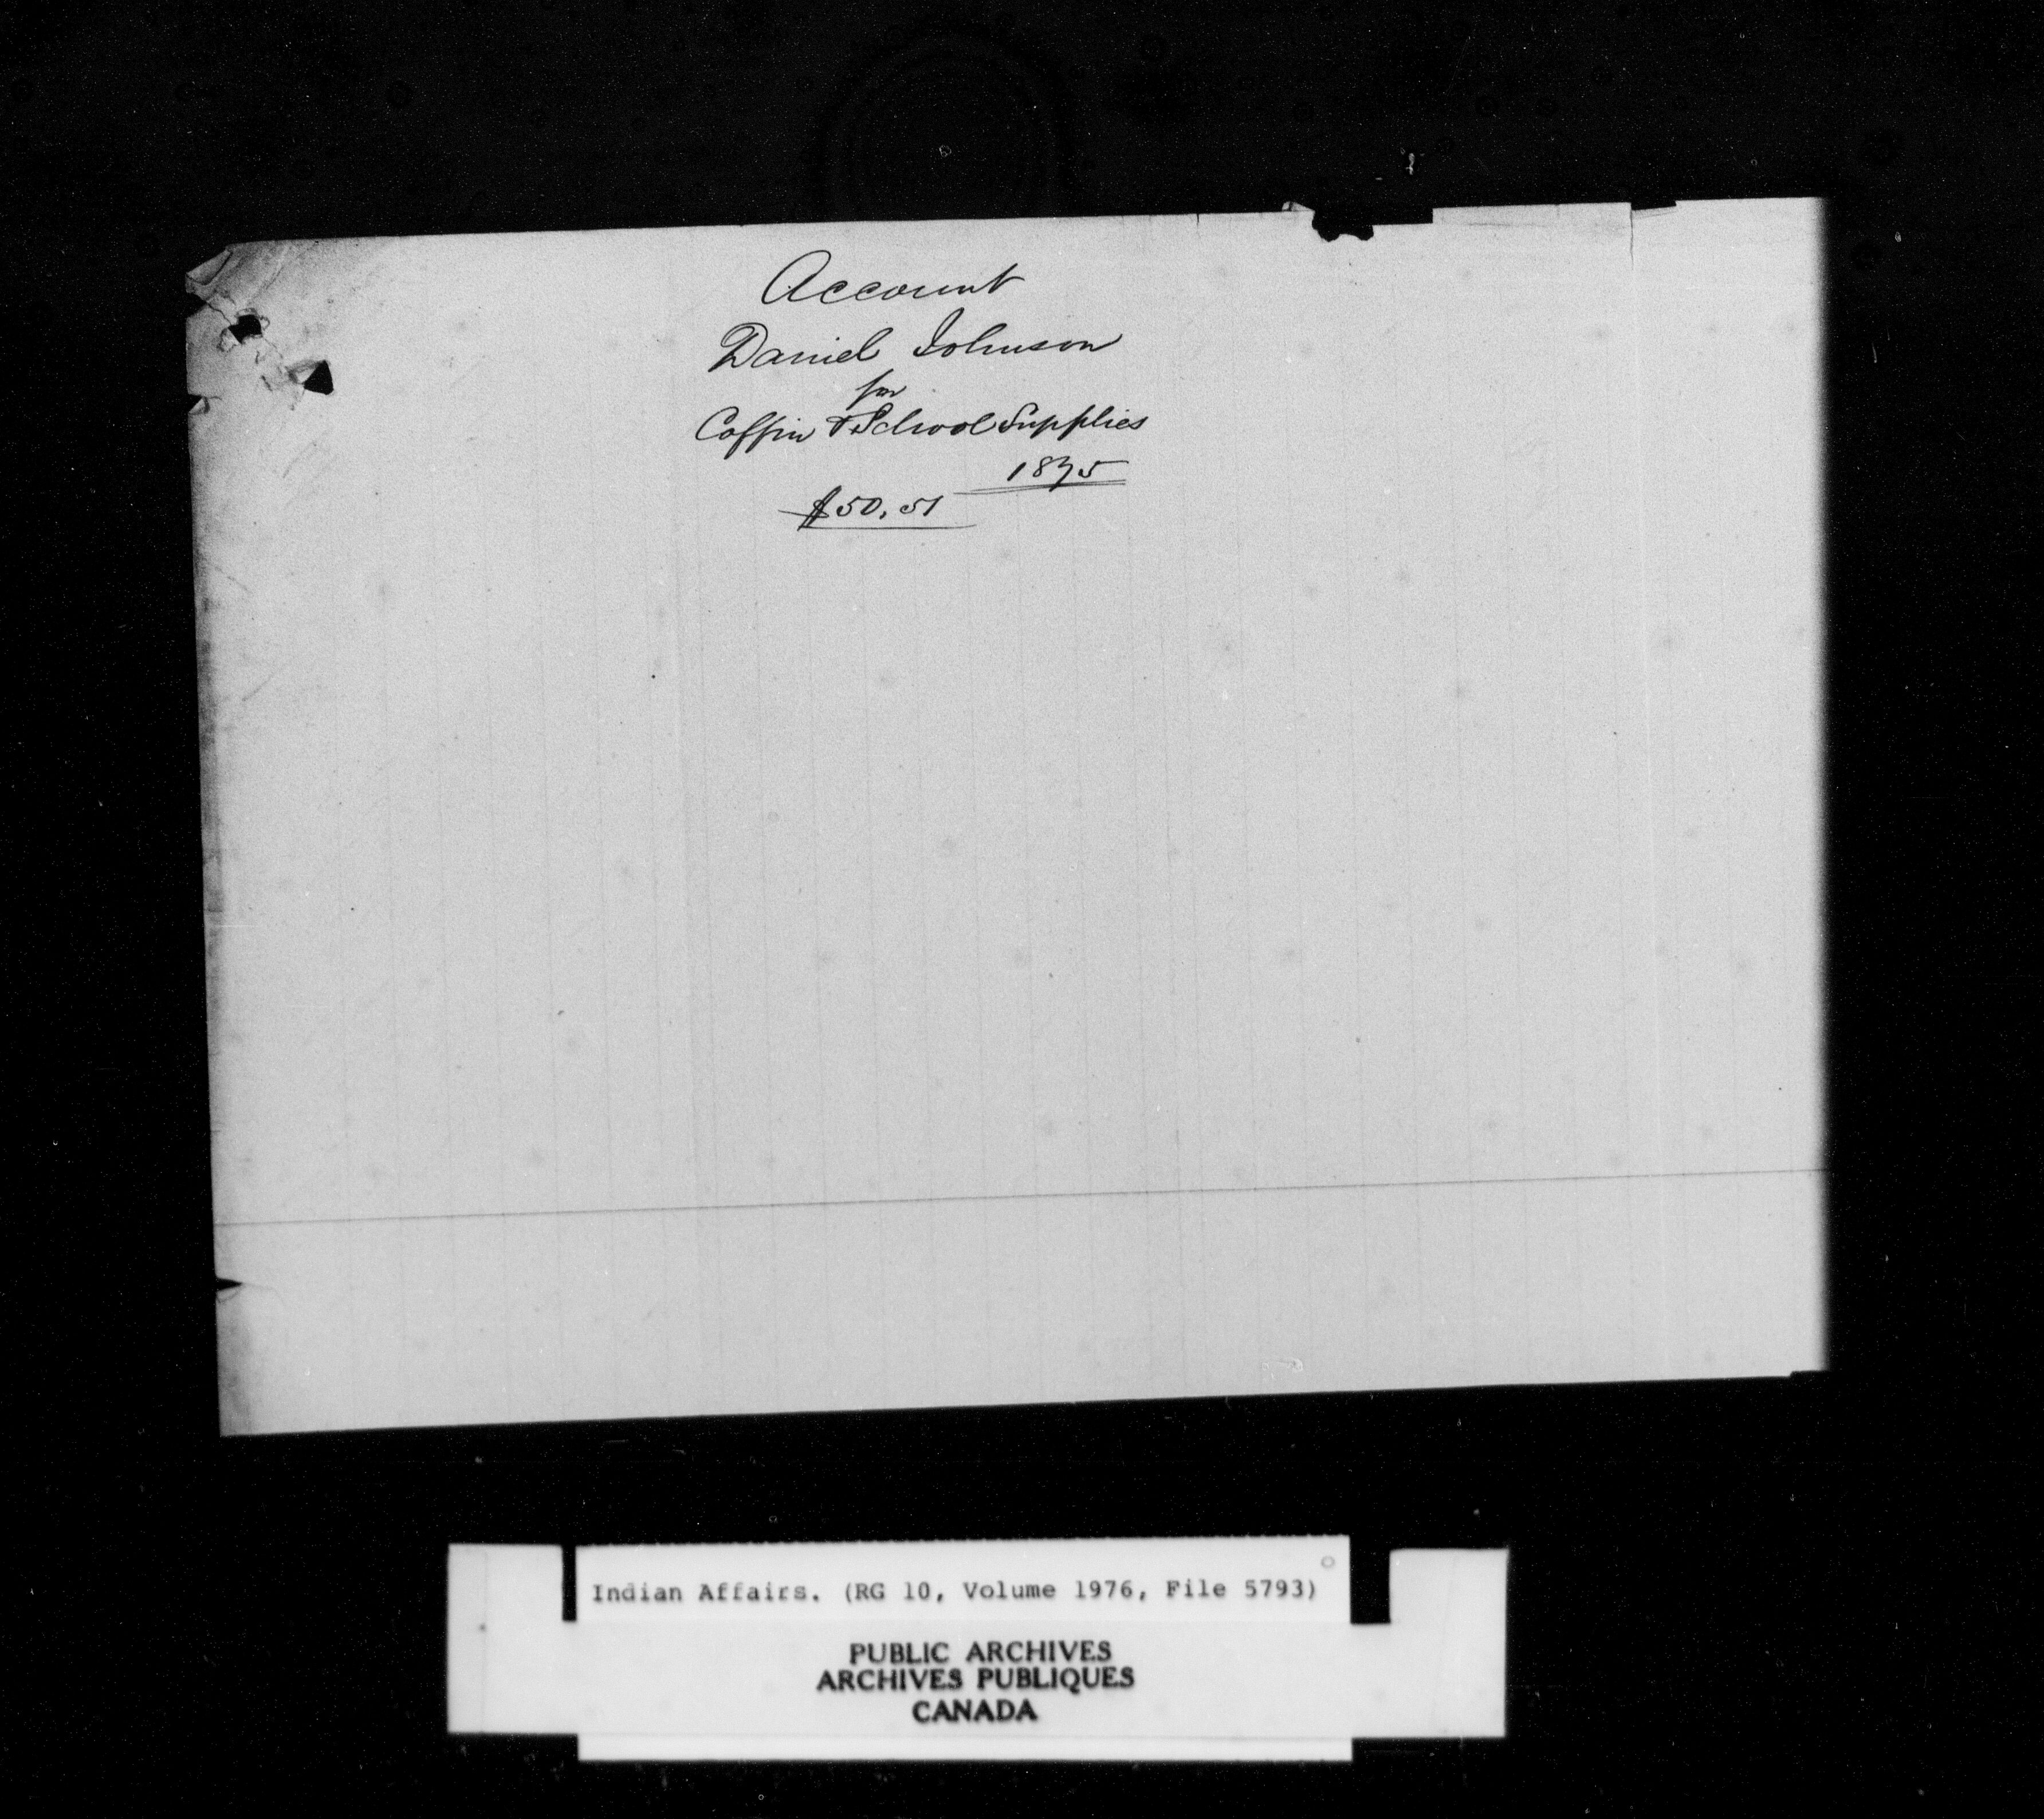 Account
Daniel Johnson
for
Coffin & School Supplies
1875
$50.51
Indian Affairs. (RG 10, Volume 1976, File 5793)
PUBLIC ARCHIVES
ARCHIVES PUBLIQUES
CANADA